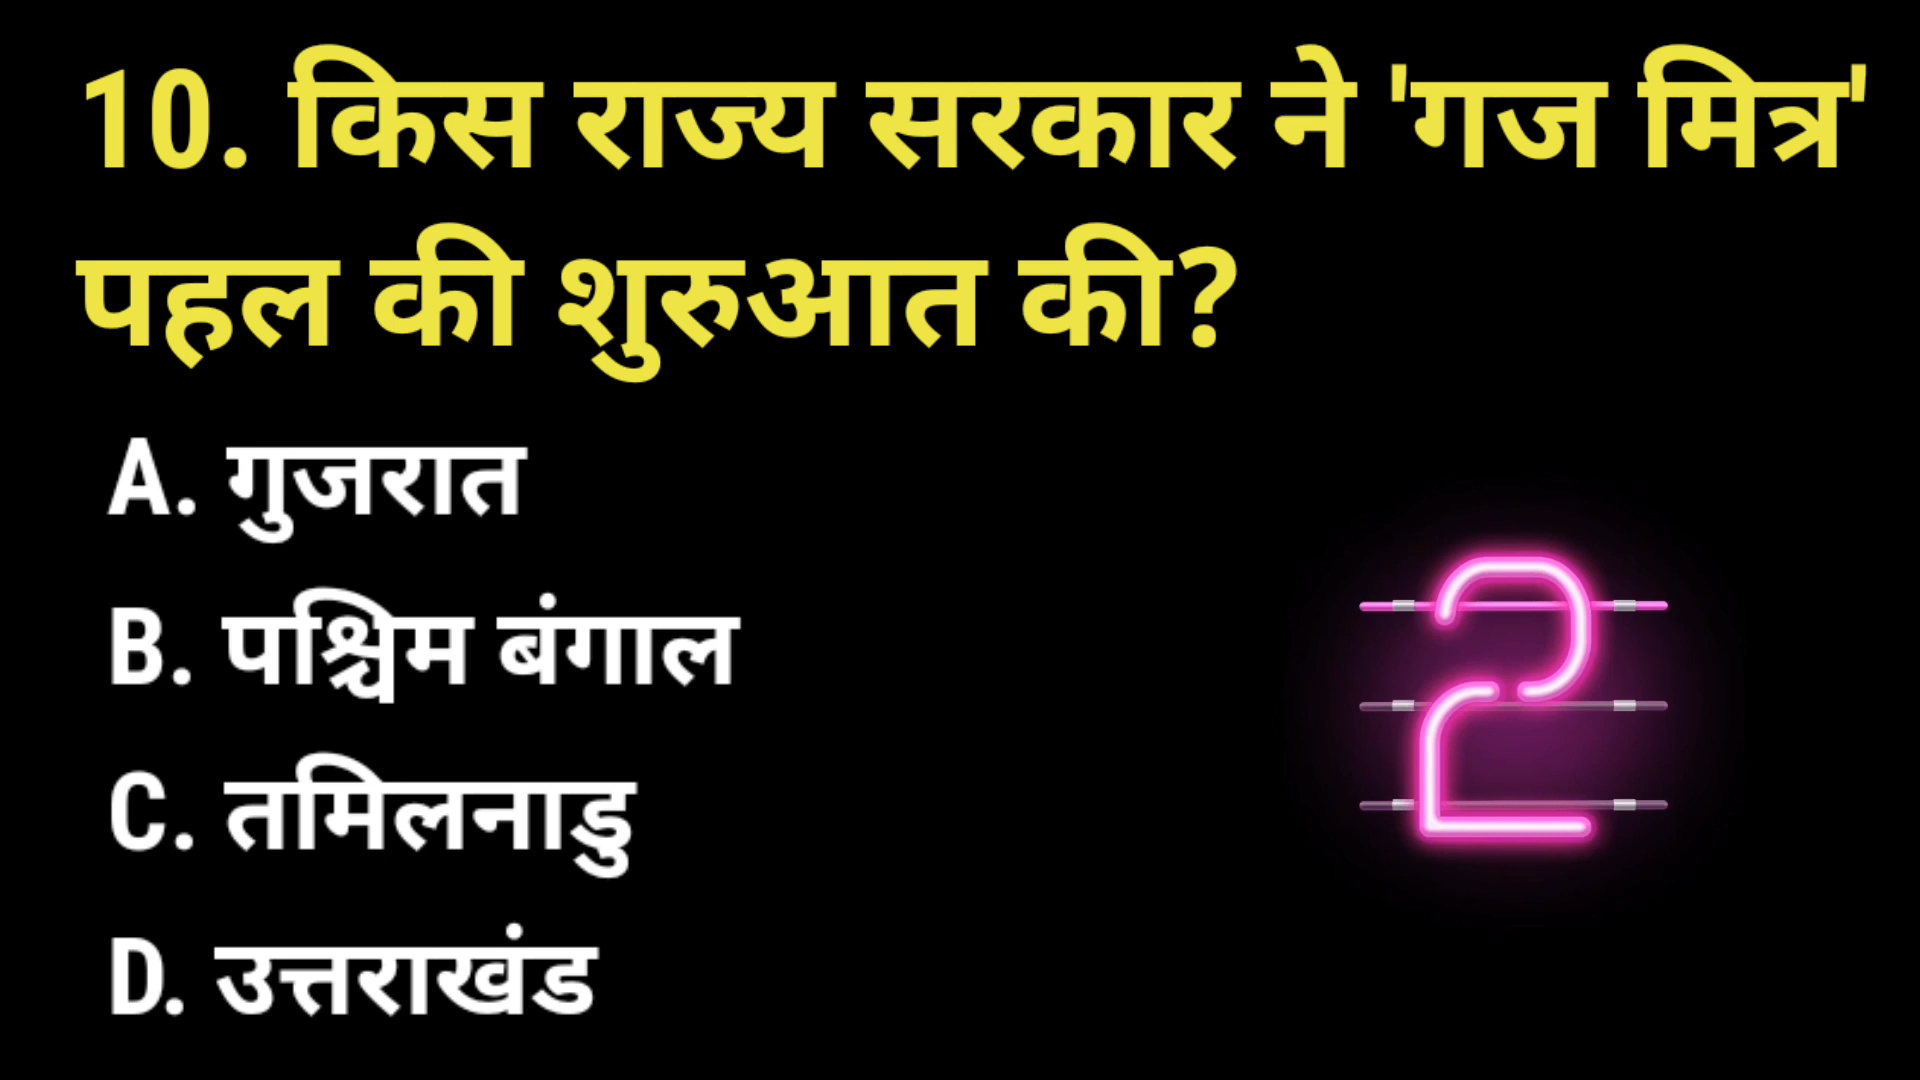 10. किस राज्य सरकार ने 'गज मित्र'
पहल की शुरुआत की?
A. गुजरात
B. पश्चिम बंगाल
C. तमिलनाडु
D. उत्तराखंड
2